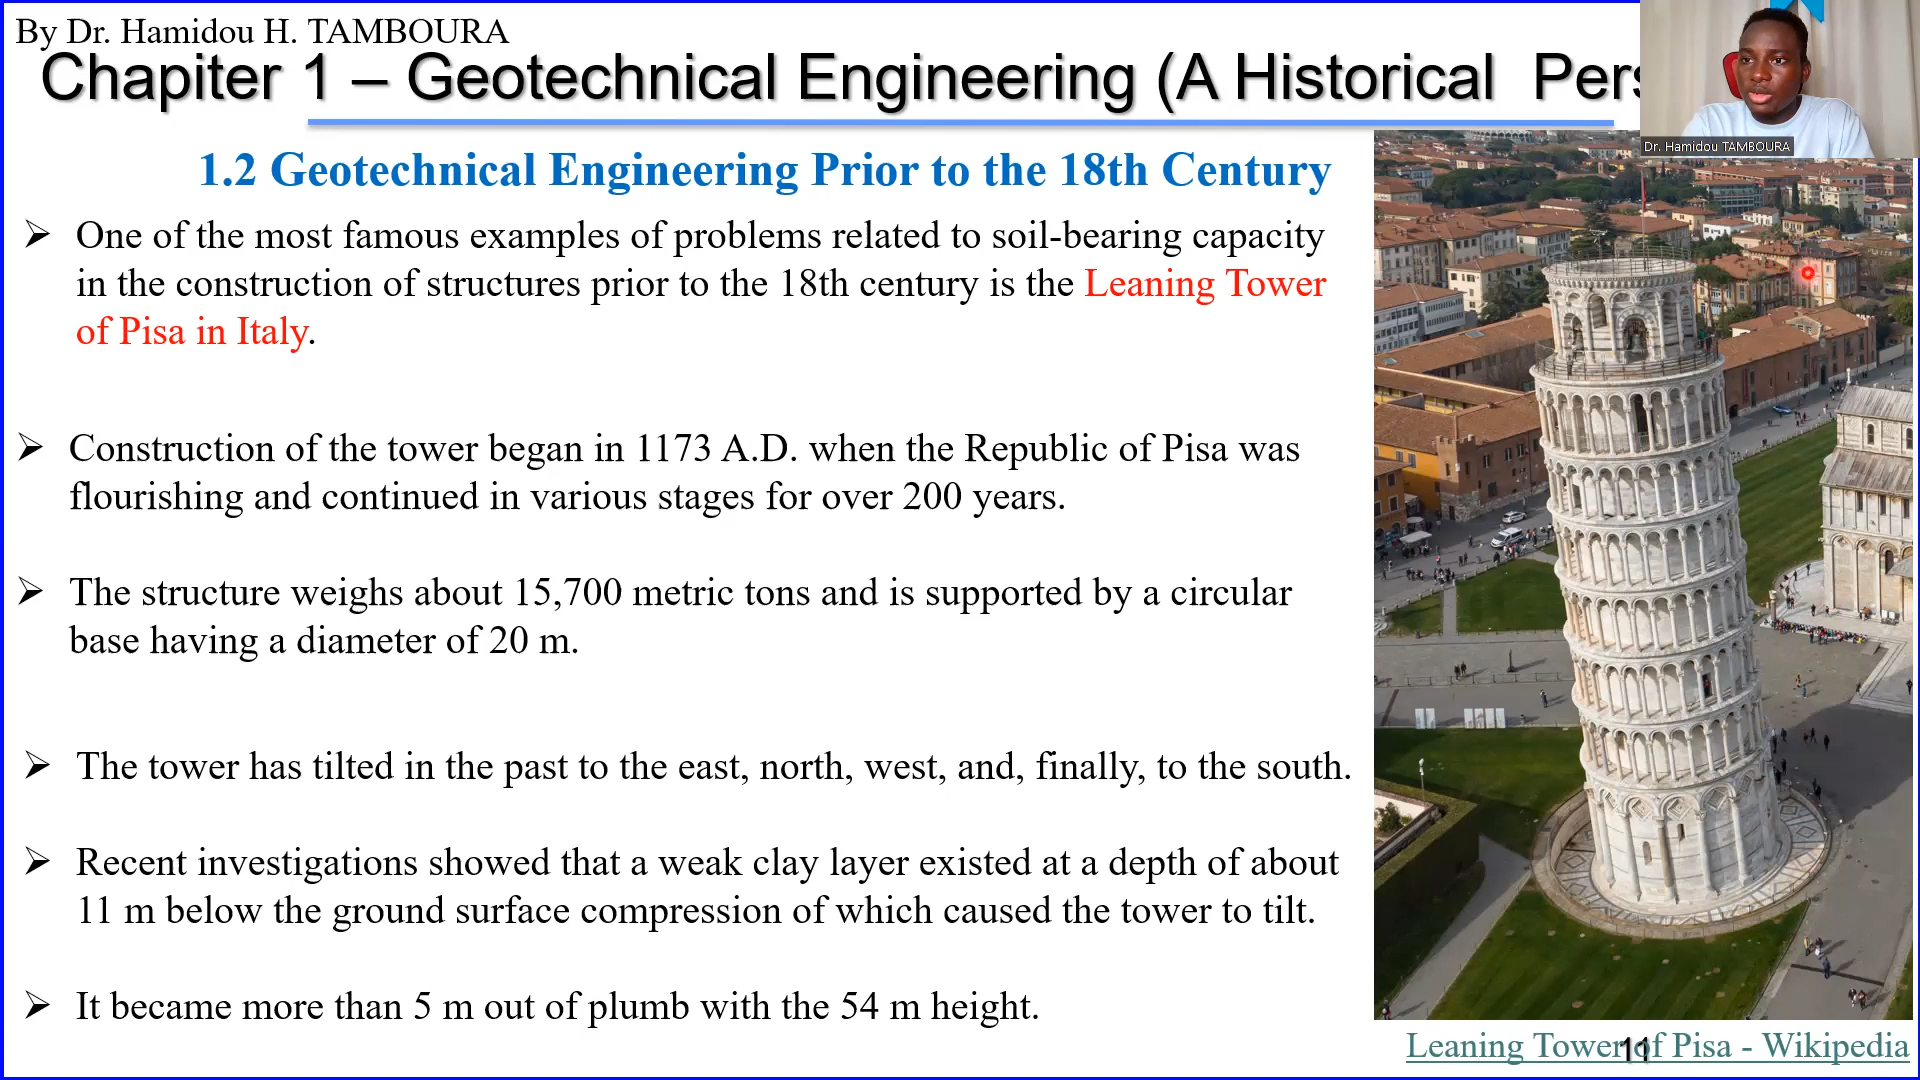 By Dr. Hamidou H. TAMBOURA
Chapiter 1 – Geotechnical Engineering (A Historical
Dr. Hamidou TAMBOURA
1.2 Geotechnical Engineering Prior to the 18th Century
➢ One of the most famous examples of problems related to soil-bearing capacity
in the construction of structures prior to the 18th century is the Leaning Tower
of Pisa in Italy.
➢ Construction of the tower began in 1173 A.D. when the Republic of Pisa was
flourishing and continued in various stages for over 200 years.
➢ The structure weighs about 15,700 metric tons and is supported by a circular
base having a diameter of 20 m.
➢ The tower has tilted in the past to the east, north, west, and, finally, to the south.
➢ Recent investigations showed that a weak clay layer existed at a depth of about
11 m below the ground surface compression of which caused the tower to tilt.
➢ It became more than 5 m out of plumb with the 54 m height.
Leaning Tower of Pisa - Wikipedia
11